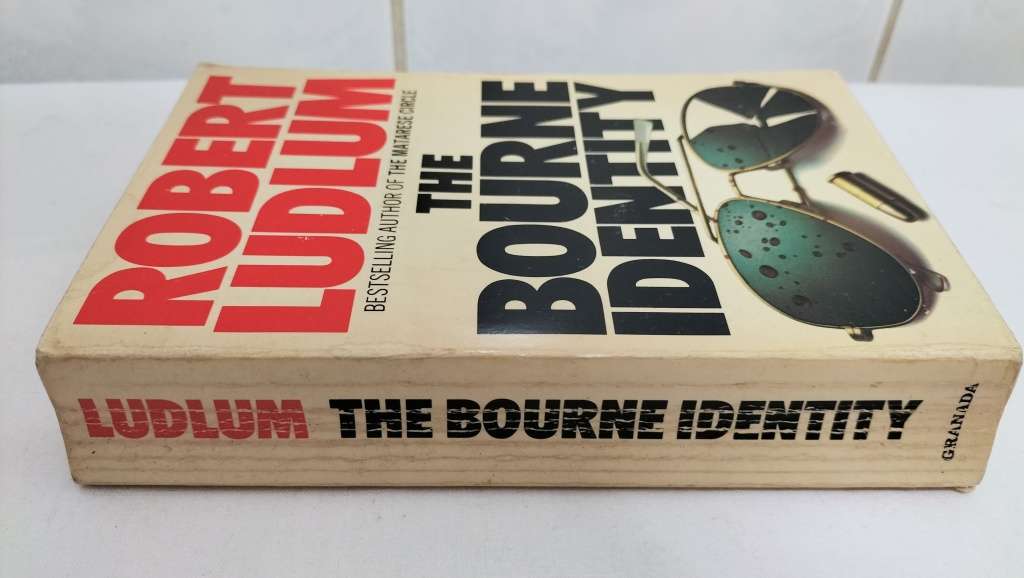 ROBERT
LUDLUM
BESTSELLING AUTHOR OF THE MATARESE CIRCLE
THE
BOURNE
IDENTITY
LUDLUM THE BOURNE IDENTITY GRANADA